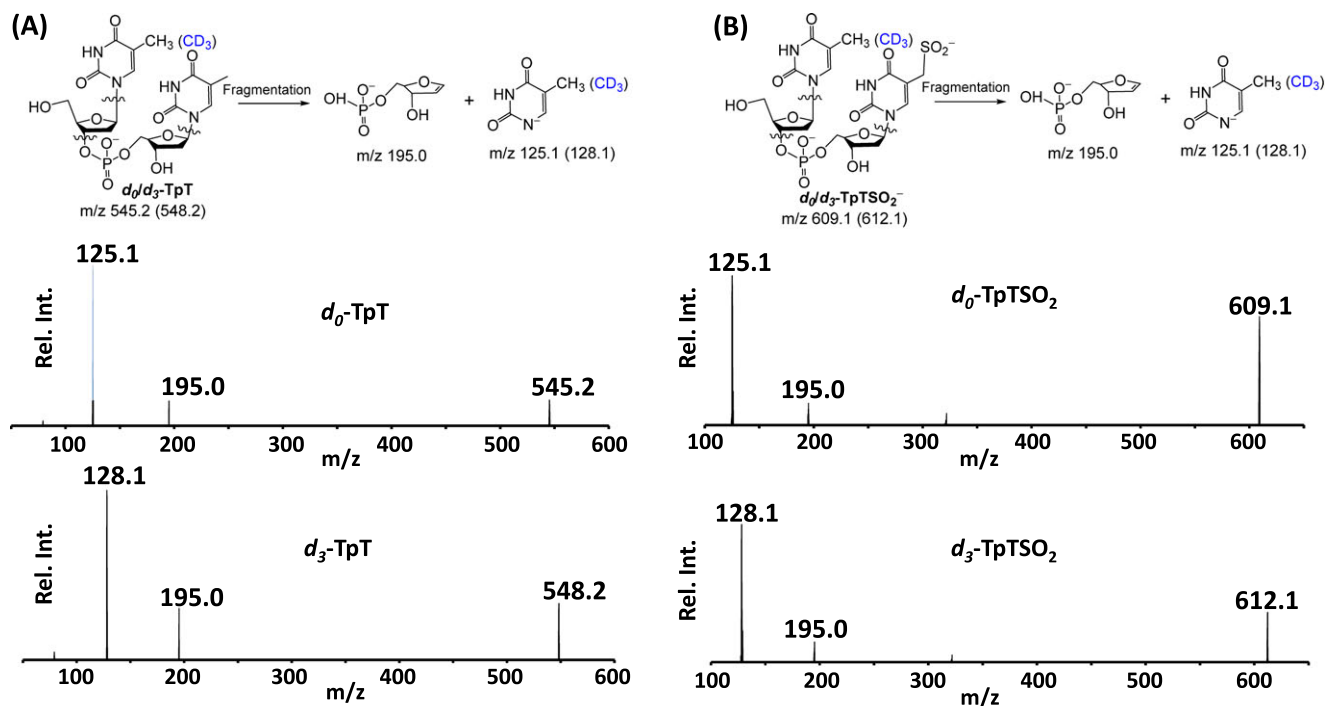 (A)
O
CH₃ (CD₃)
HN
O
O
N
HN
HO
O
N
Fragmentation
O
O⁻
O
O
P
O
OH
O
d₀/d₃-TpT
m/z 545.2 (548.2)
O⁻
OH
P
O
O
O
OH
m/z 195.0
+
O
CH₃ (CD₃)
HN
O
N⁻
m/z 125.1 (128.1)
(B)
O
SO₂⁻
CH₃ (CD₃)
HN
O
O
N
HN
HO
O
N
Fragmentation
O
O⁻
O
O
P
O
OH
O
d₀/d₃-TpTSO₂⁻
m/z 609.1 (612.1)
O⁻
OH
P
O
O
O
OH
m/z 195.0
+
O
CH₃ (CD₃)
HN
O
N⁻
m/z 125.1 (128.1)
125.1
Rel. Int.
d₀-TpT
195.0
545.2
100 200 300 400 500 600
m/z
125.1
Rel. Int.
d₀-TpTSO₂
195.0
609.1
100 200 300 400 500 600
m/z
128.1
Rel. Int.
d₃-TpT
195.0
548.2
100 200 300 400 500 600
m/z
128.1
Rel. Int.
d₃-TpTSO₂
195.0
612.1
100 200 300 400 500 600
m/z